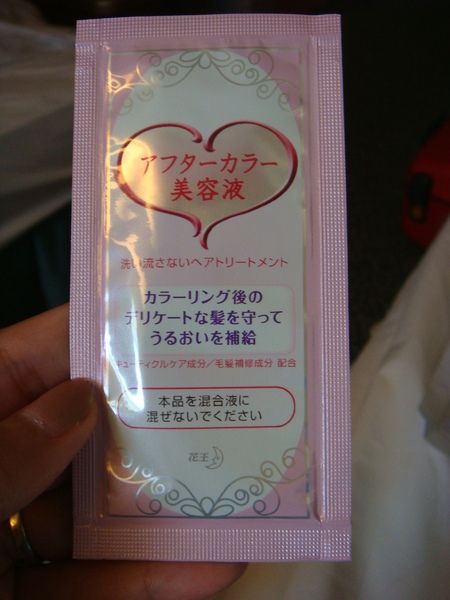 アフターカラー
美容液
洗い流さないヘアトリートメント
カラーリング後の
デリケートな髪を守って
うるおいを補給
キューティクルケア成分／毛髪補修成分 配合
本品を混合液に
混ぜないでください
花王